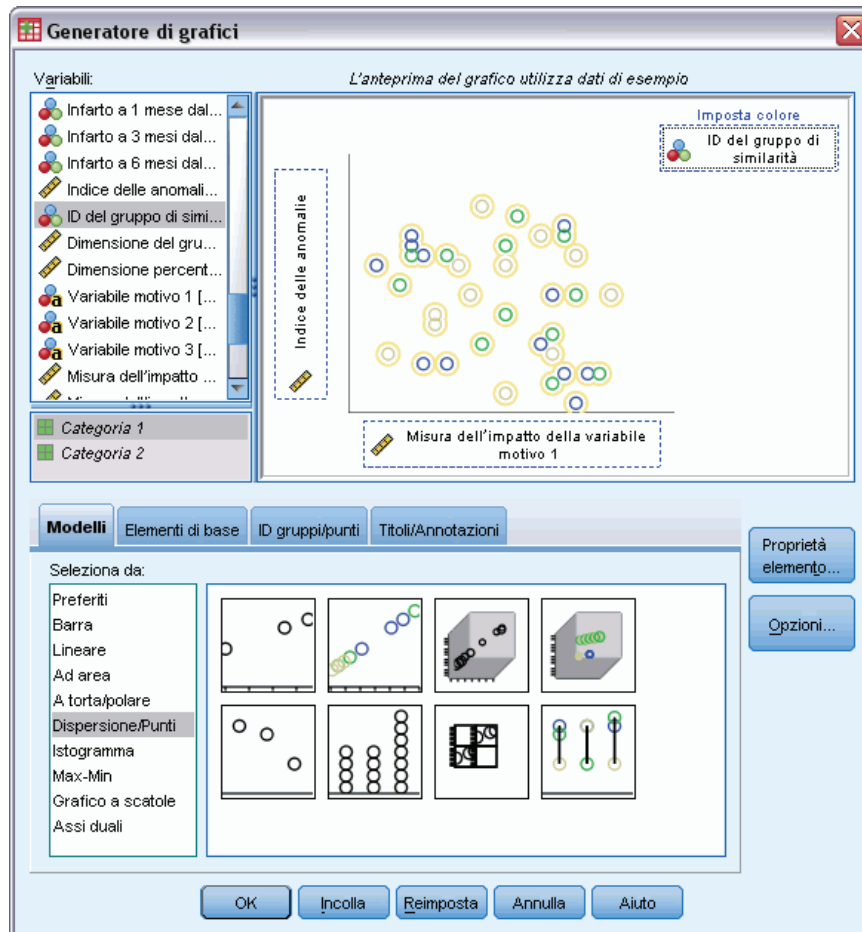 Generatore di grafici
Variabili:
L'anteprima del grafico utilizza dati di esempio
Infarto a 1 mese dal...
Infarto a 3 mesi dal...
Infarto a 6 mesi dal...
Indice delle anomali...
ID del gruppo di simi...
Dimensione del gru...
Dimensione percent...
Variabile motivo 1 [...
Variabile motivo 2 [...
Variabile motivo 3 [...
Misura dell'impatto ...
Categoria 1
Categoria 2
Imposta colore
ID del gruppo di
similarità
Indice delle anomalie
Misura dell'impatto della variabile
motivo 1
Modelli
Elementi di base
ID gruppi/punti
Titoli/Annotazioni
Seleziona da:
Preferiti
Barra
Lineare
Ad area
A torta/polare
Dispersione/Punti
Istogramma
Max-Min
Grafico a scatole
Assi duali
Proprietà
elemento...
Opzioni...
OK
Incolla
Reimposta
Annulla
Aiuto